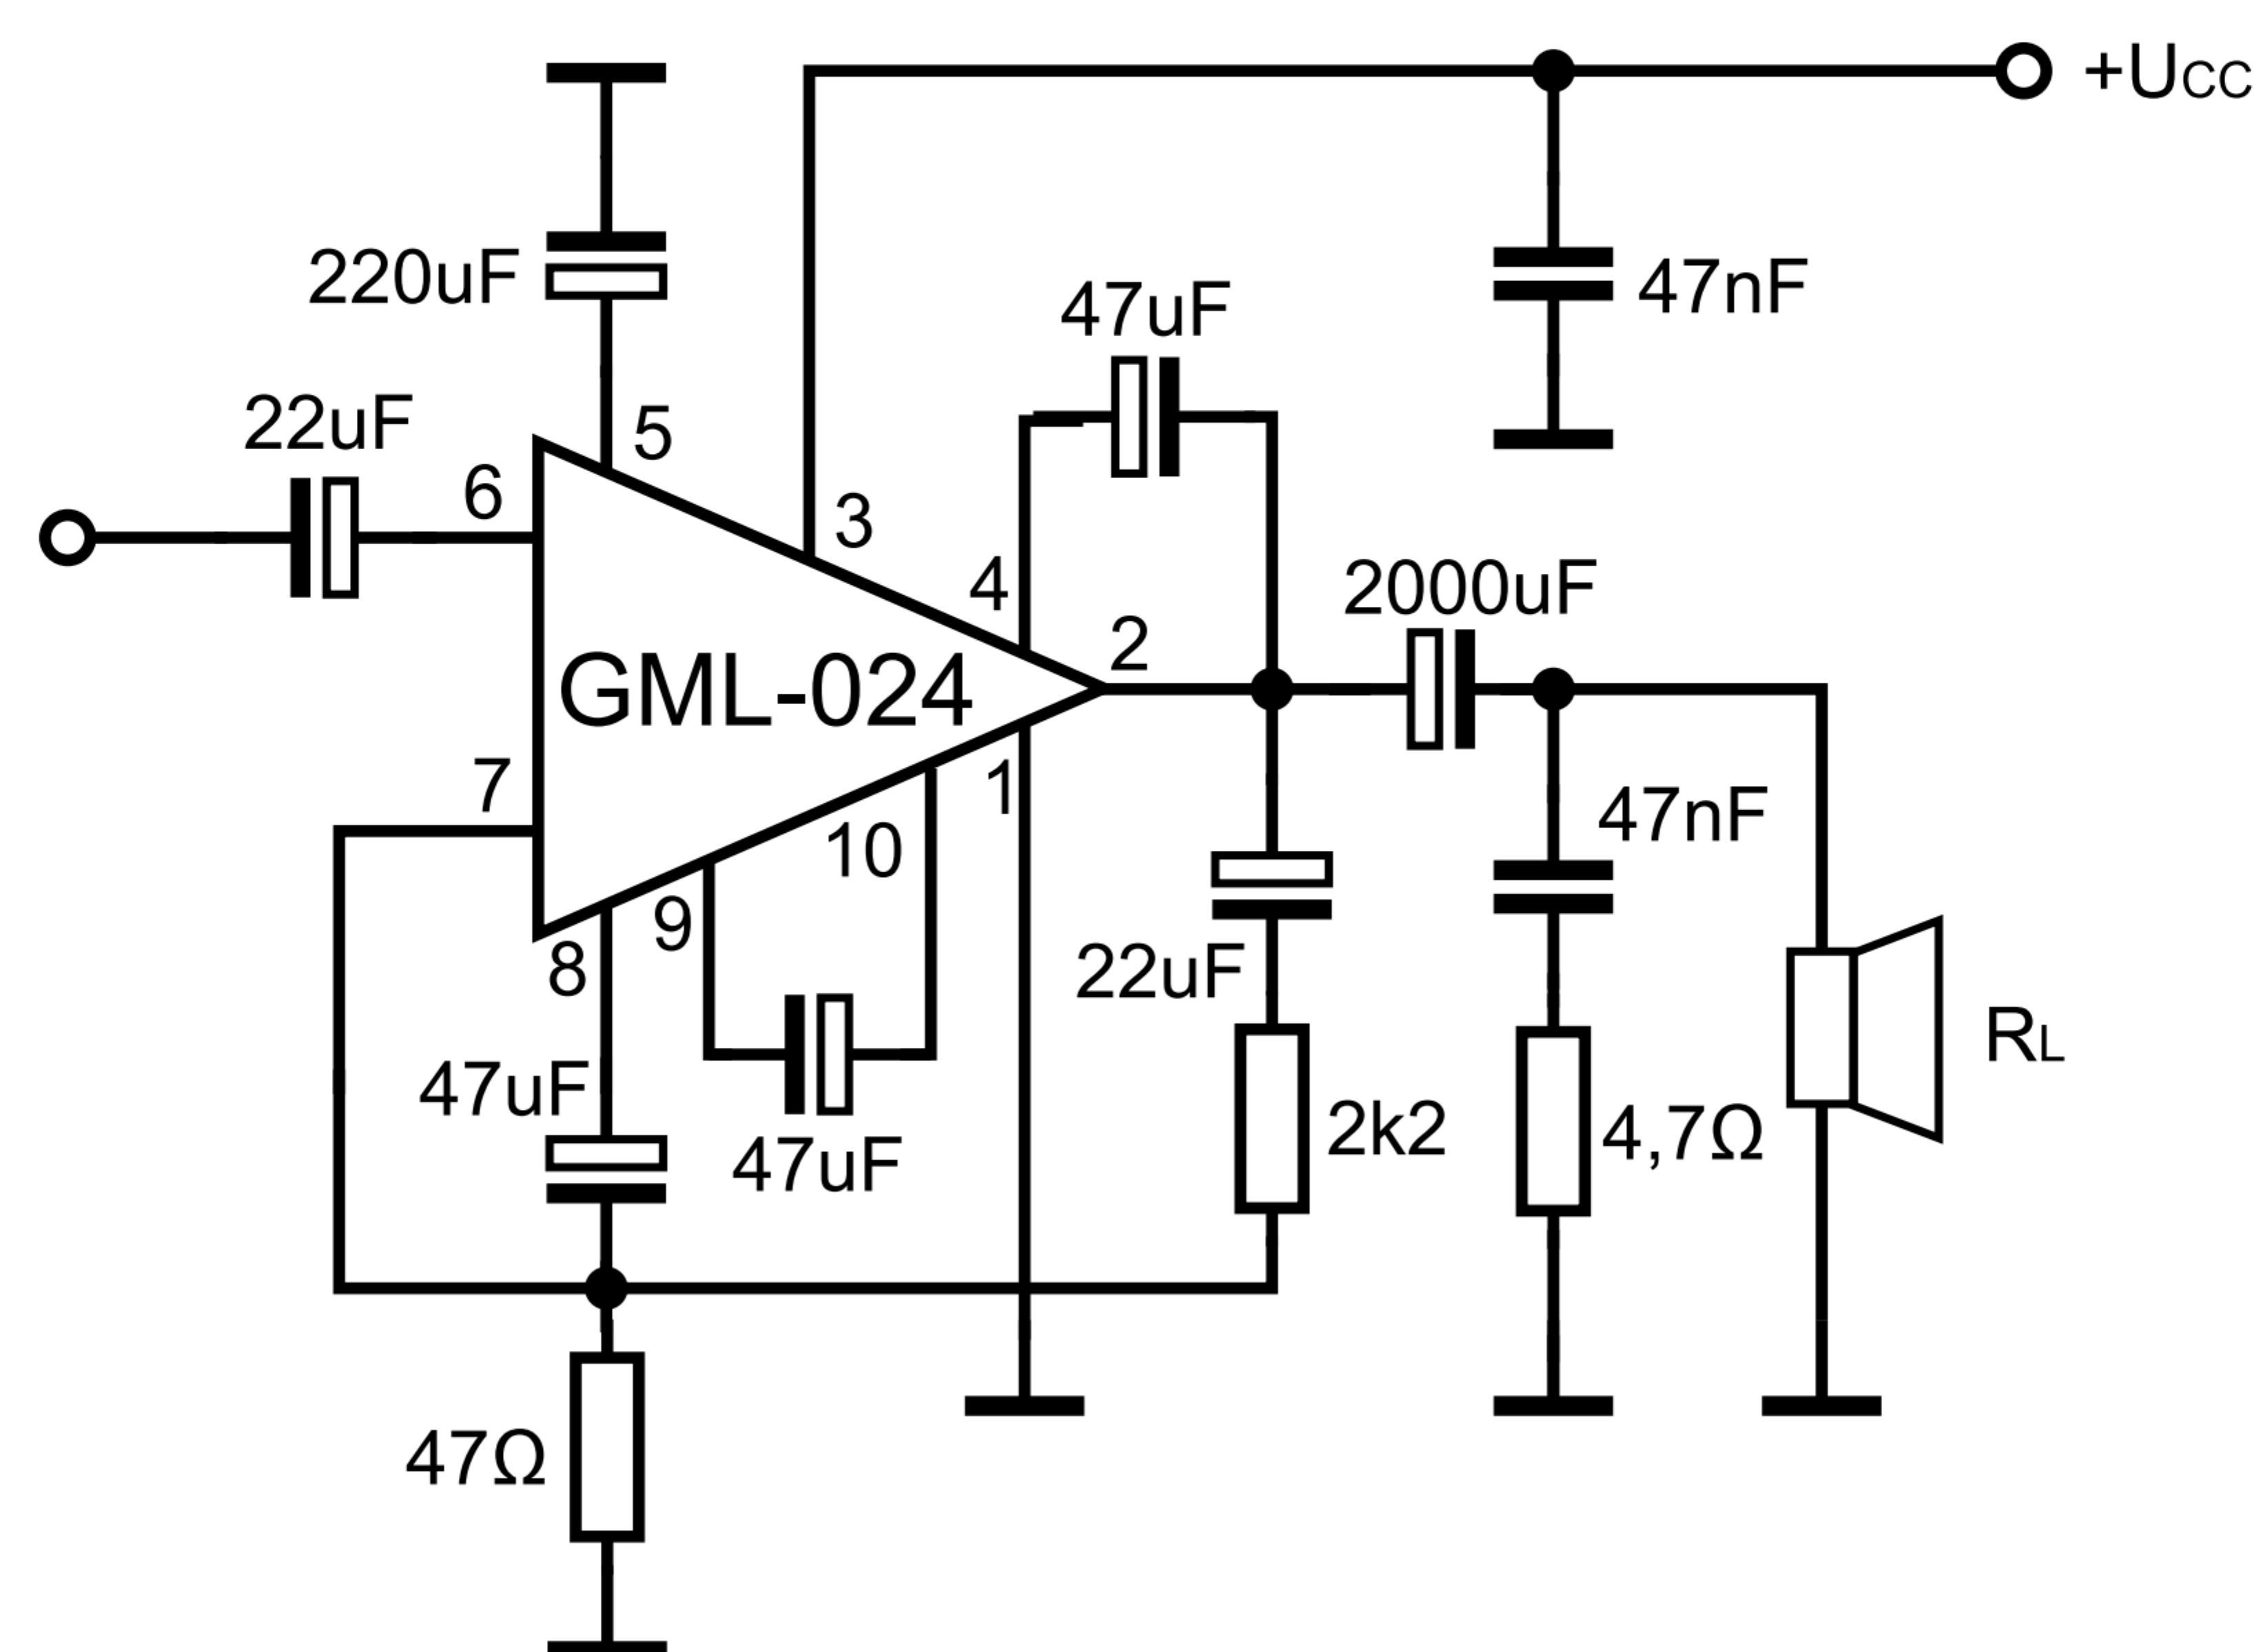 +UCC
220uF
47nF
47uF
22uF
5
6
3
4
2000uF
2
GML-024
7
1
47nF
10
9
8
22uF
RL
47uF
2k2
4,7Ω
47uF
47Ω